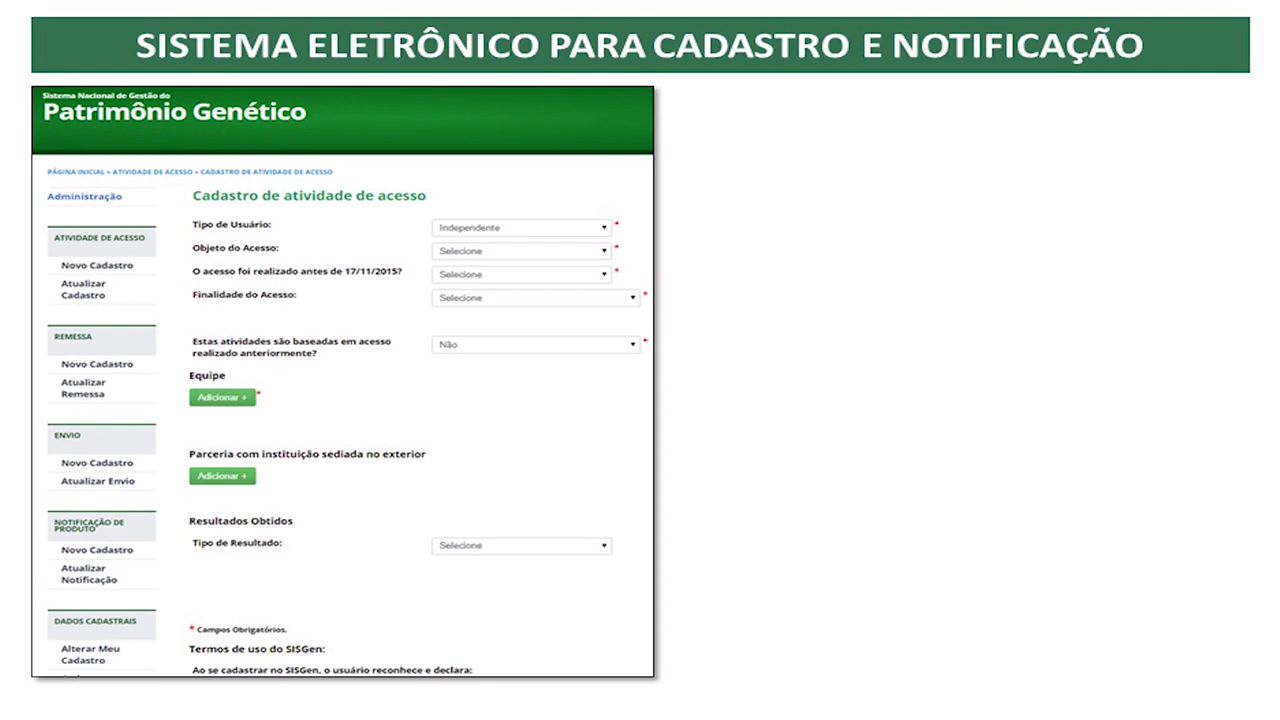 SISTEMA ELETRÔNICO PARA CADASTRO E NOTIFICAÇÃO
Sistema Nacional de Gestão do
Patrimônio Genético
PÁGINA INICIAL > ATIVIDADE DE ACESSO > CADASTRO DE ATIVIDADE DE ACESSO
Administração
ATIVIDADE DE ACESSO
Novo Cadastro
Atualizar
Cadastro
REMESSA
Novo Cadastro
Atualizar
Remessa
ENVIO
Novo Cadastro
Atualizar Envio
NOTIFICAÇÃO DE
PRODUTO
Novo Cadastro
Atualizar
Notificação
DADOS CADASTRAIS
Alterar Meu
Cadastro
Cadastro de atividade de acesso
Tipo de Usuário: Independente *
Objeto do Acesso: Selecione *
O acesso foi realizado antes de 17/11/2015? Selecione *
Finalidade do Acesso: Selecione *
Estas atividades são baseadas em acesso
realizado anteriormente? Não *
Equipe
Adicionar + *
Parceria com instituição sediada no exterior
Adicionar +
Resultados Obtidos
Tipo de Resultado: Selecione
* Campos Obrigatórios.
Termos de uso do SISGen:
Ao se cadastrar no SISGen, o usuário reconhece e declara: